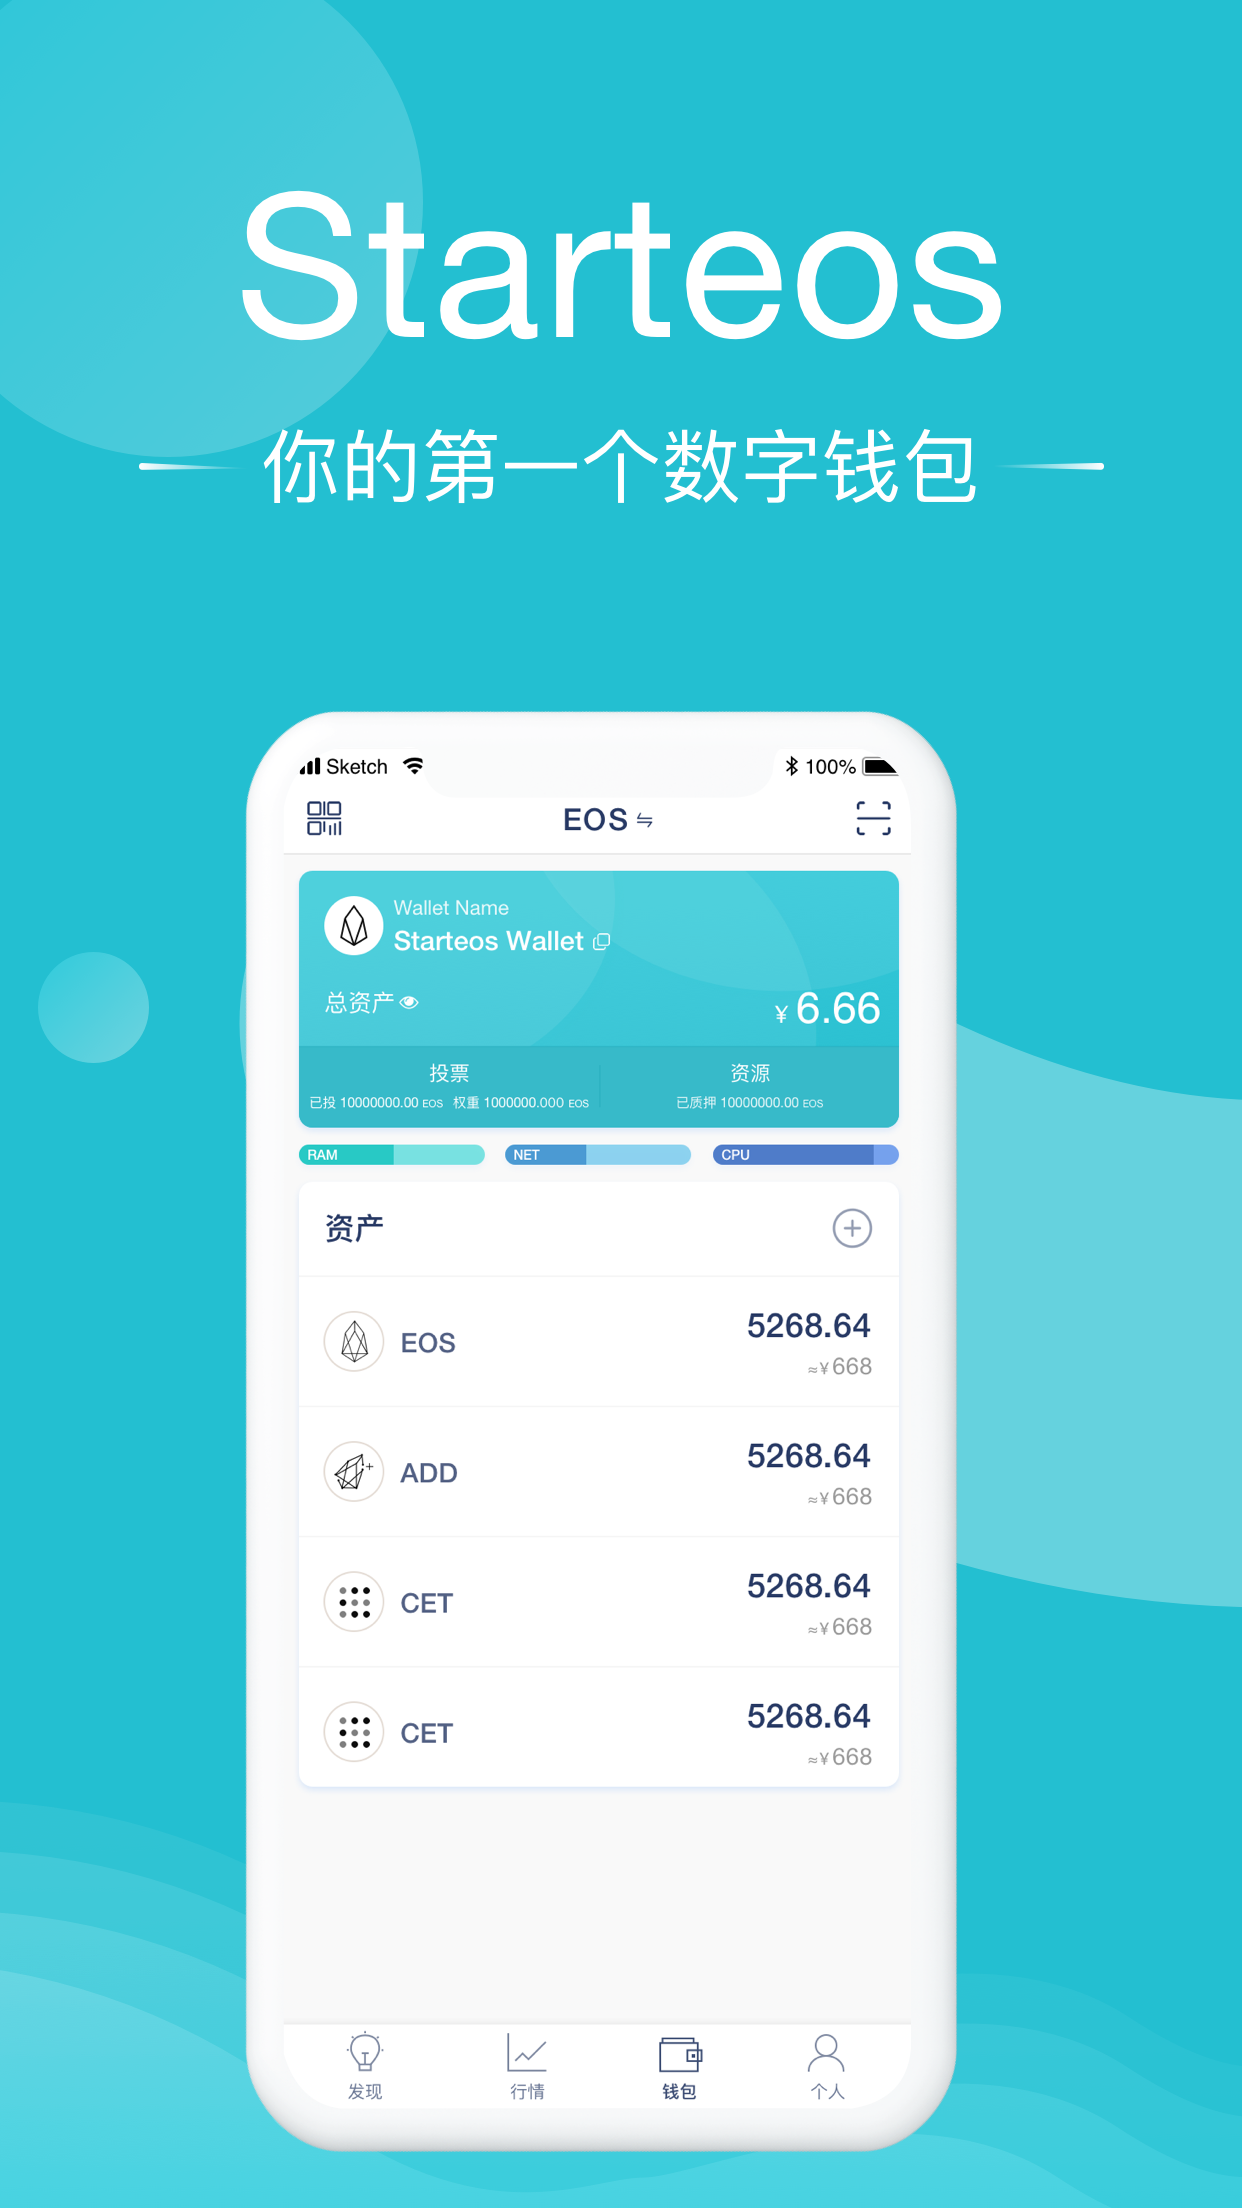 Starteos
你的第一个数字钱包
Sketch 100%
EOS ⇋
Wallet Name
Starteos Wallet
总资产 ¥ 6.66
投票 资源
已投 10000000.00 EOS 权重 1000000.000 EOS 已质押 10000000.00 EOS
RAM NET CPU
资产
EOS 5268.64
≈¥668
ADD 5268.64
≈¥668
CET 5268.64
≈¥668
CET 5268.64
≈¥668
发现 行情 钱包 个人